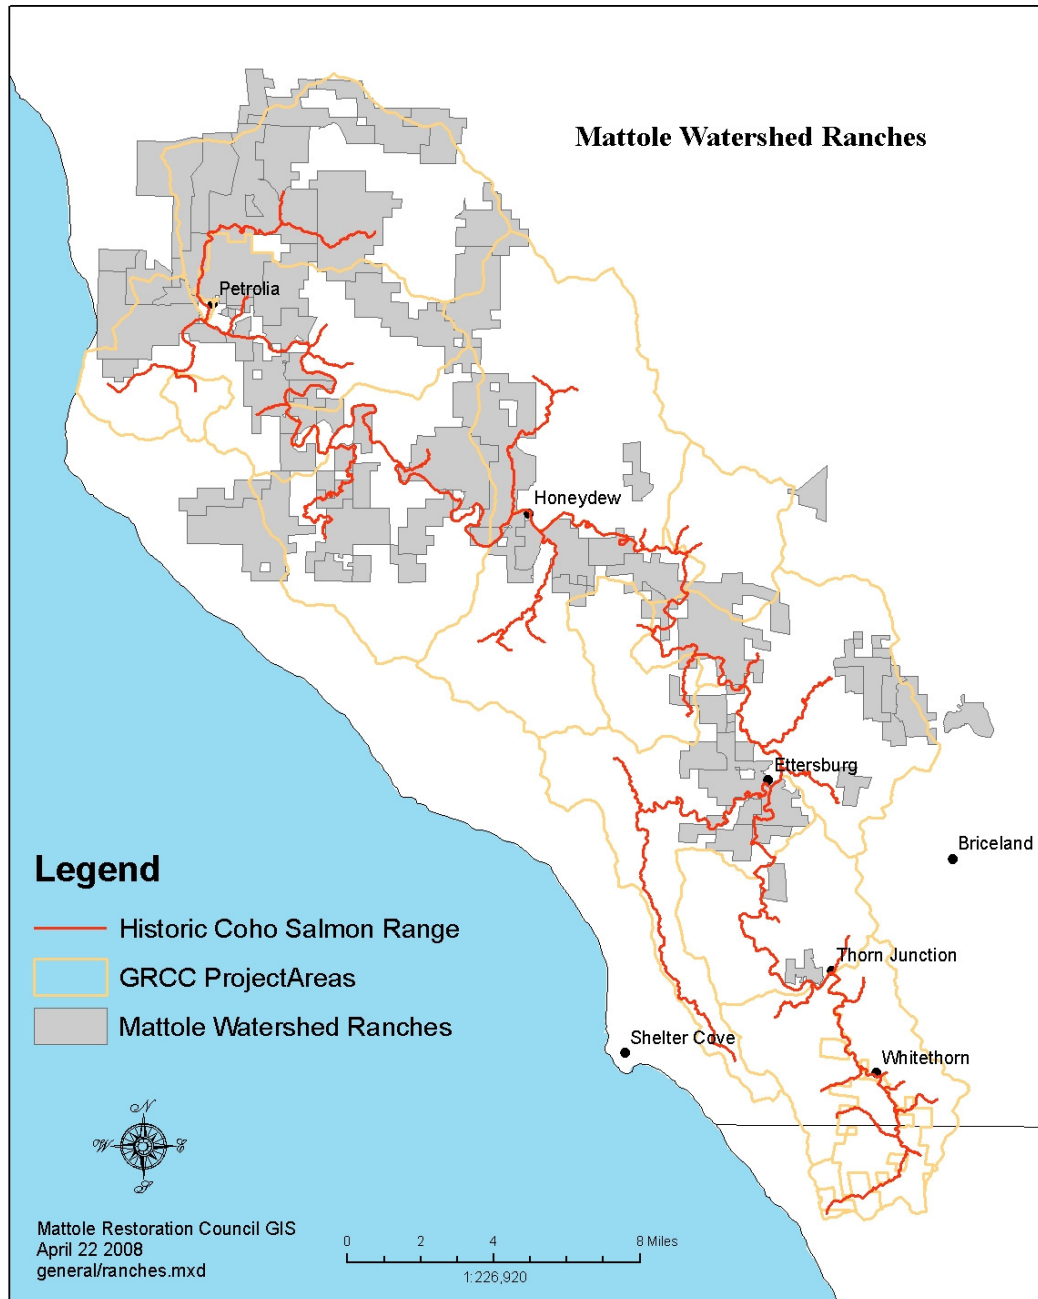 Mattole Watershed Ranches
Petrolia
Honeydew
Ettersburg
Briceland
Thorn Junction
Shelter Cove
Whitethorn
Legend
Historic Coho Salmon Range
GRCC ProjectAreas
Mattole Watershed Ranches
N
W E
S
Mattole Restoration Council GIS
April 22 2008
general/ranches.mxd
0 2 4 8 Miles
1:226,920